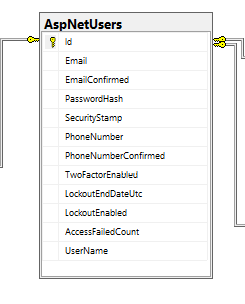 AspNetUsers
Id
Email
EmailConfirmed
PasswordHash
SecurityStamp
PhoneNumber
PhoneNumberConfirmed
TwoFactorEnabled
LockoutEndDateUtc
LockoutEnabled
AccessFailedCount
UserName